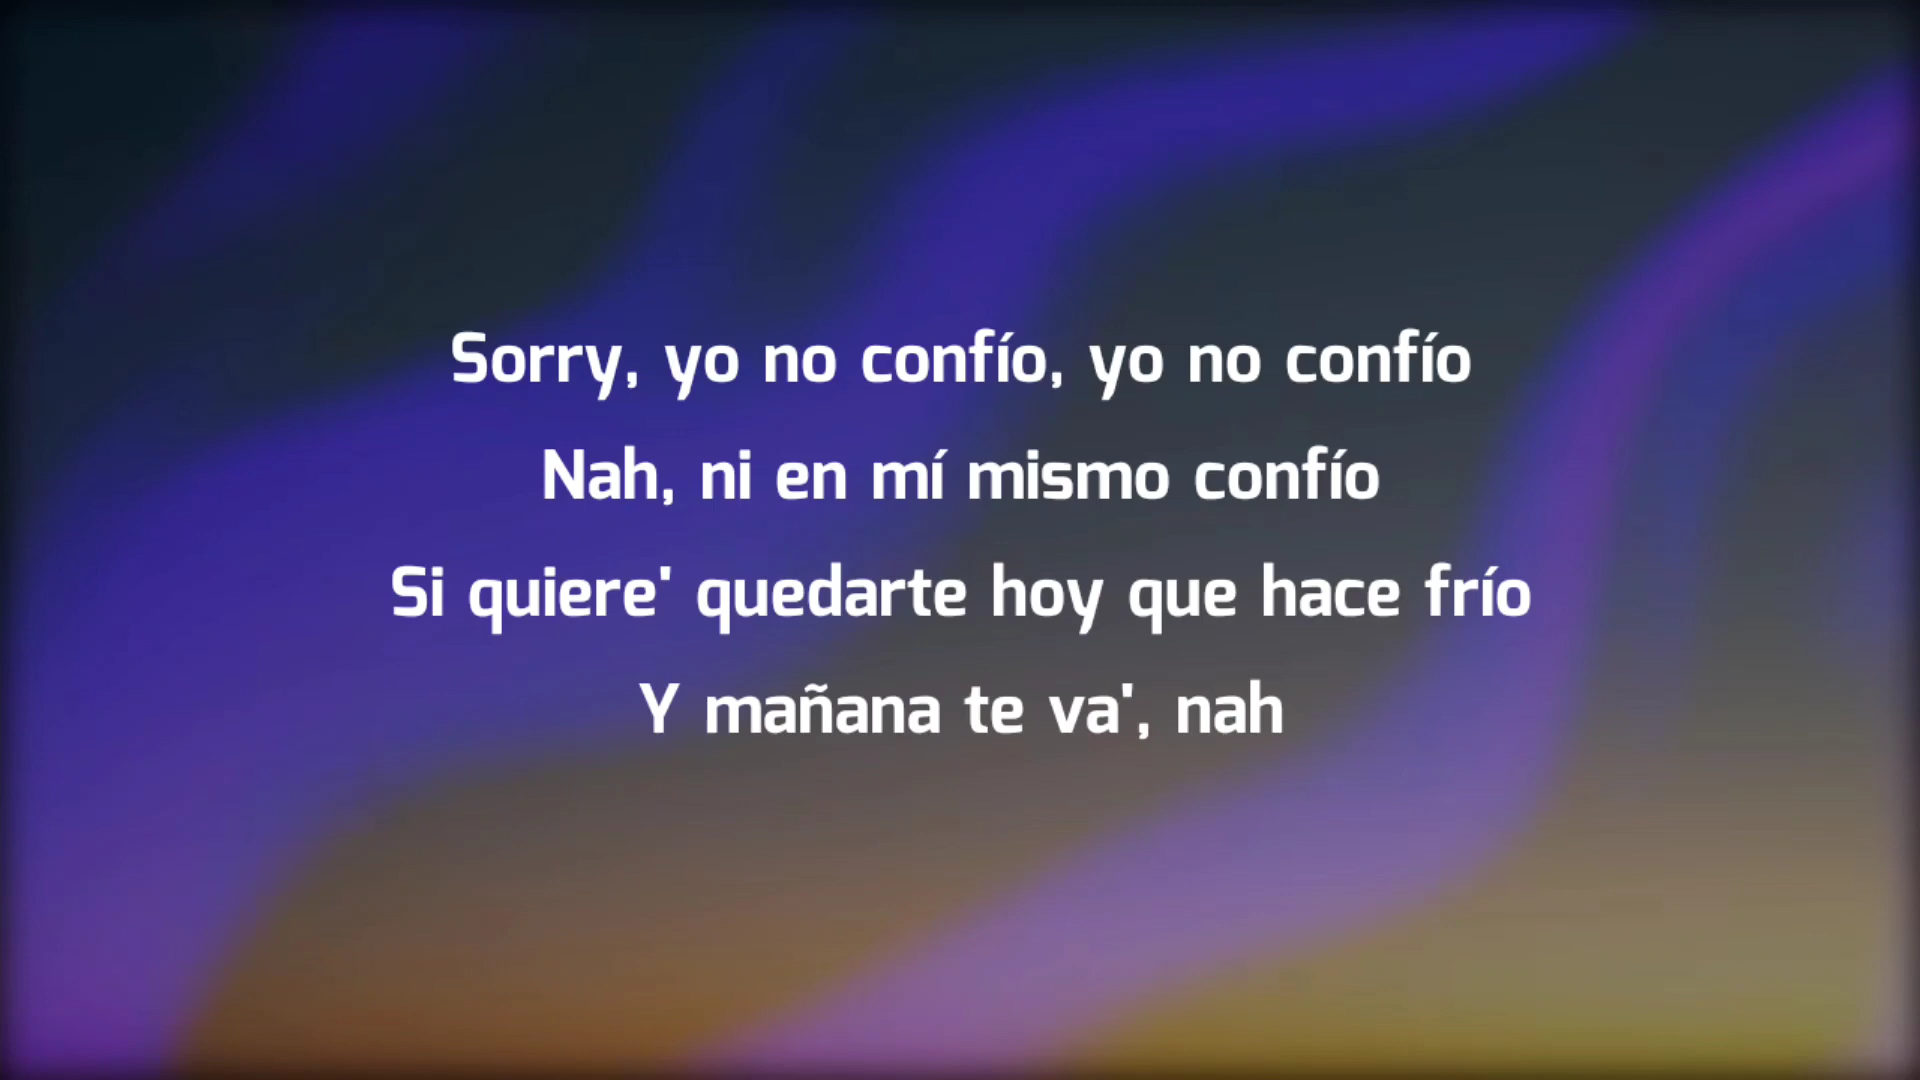 Sorry, yo no confío, yo no confío
Nah, ni en mí mismo confío
Si quiere' quedarte hoy que hace frío
Y mañana te va', nah